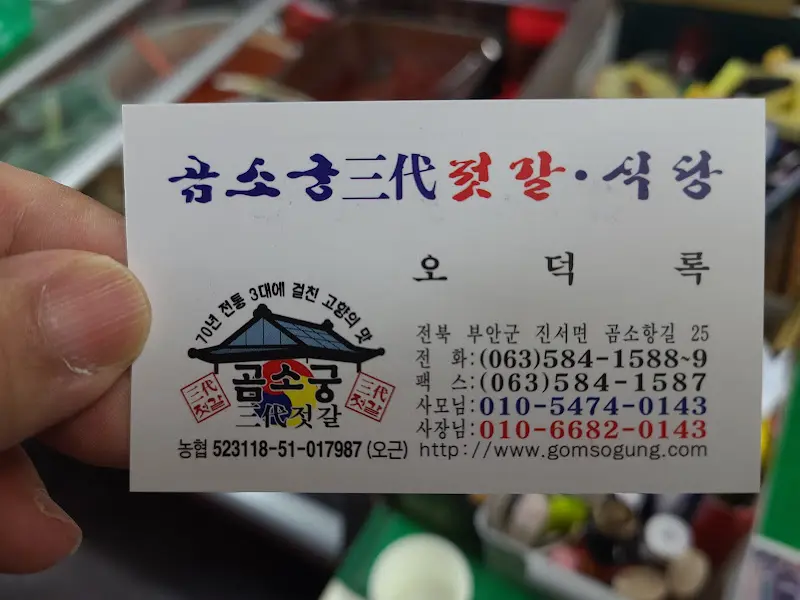 곰소궁三代젓갈·식당
오 덕 록
70년 전통 3대에 걸친 고향의 맛
곰소궁
三代젓갈
三代
젓갈
三代
젓갈
농협 523118-51-017987 (오근)
전북 부안군 진서면 곰소항길 25
전 화:(063)584-1588~9
팩 스:(063)584-1587
사모님:010-5474-0143
사장님:010-6682-0143
http://www.gomsogung.com